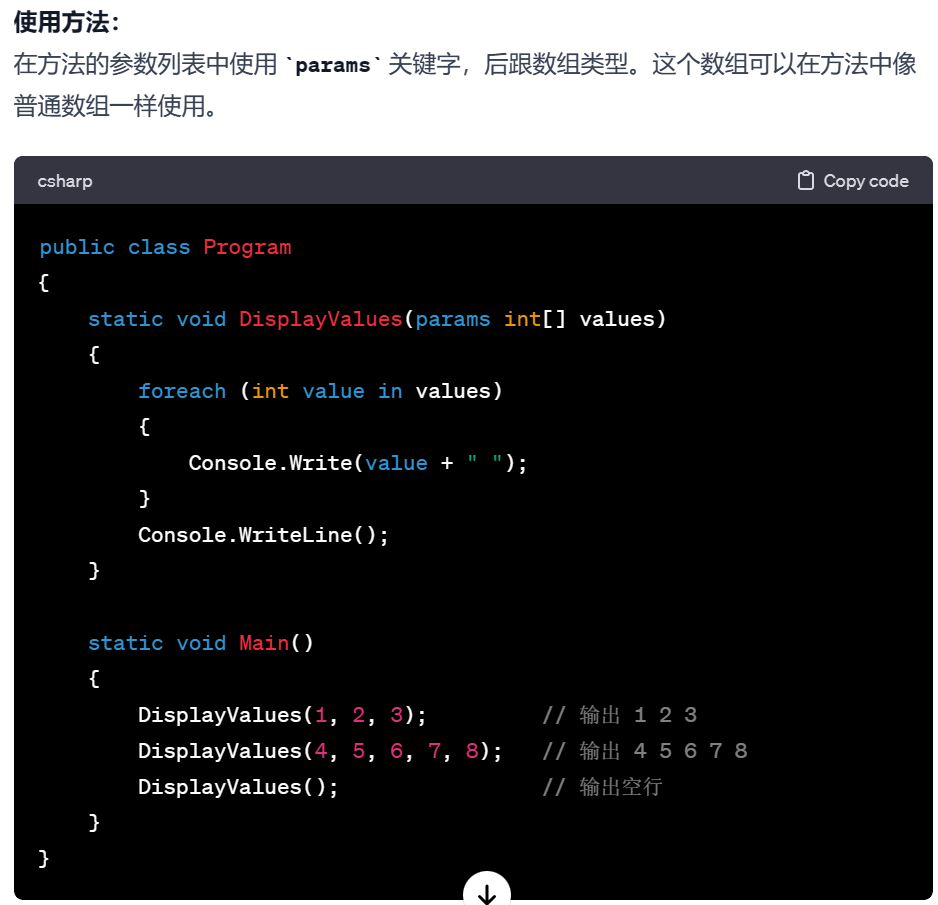 使用方法：
在方法的参数列表中使用 `params` 关键字，后跟数组类型。这个数组可以在方法中像
普通数组一样使用。
csharp
Copy code
public class Program
{
    static void DisplayValues(params int[] values)
    {
        foreach (int value in values)
        {
            Console.Write(value + " ");
        }
        Console.WriteLine();
    }

    static void Main()
    {
        DisplayValues(1, 2, 3);         // 输出 1 2 3
        DisplayValues(4, 5, 6, 7, 8);   // 输出 4 5 6 7 8
        DisplayValues();                // 输出空行
    }
}